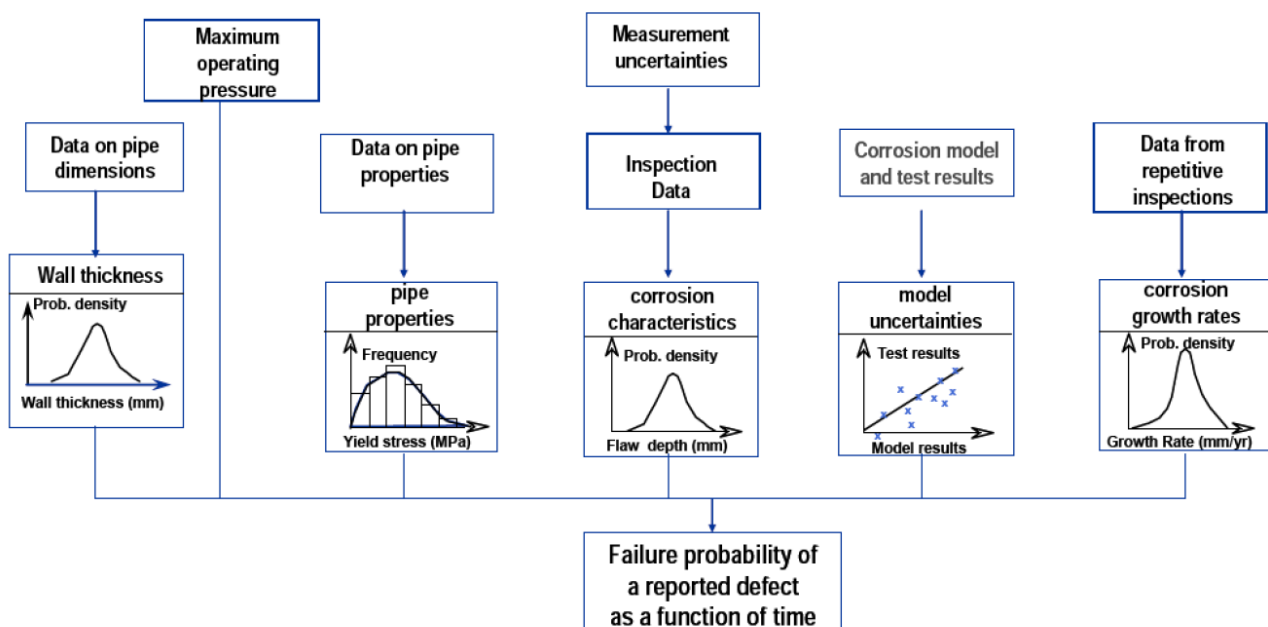 Maximum
operating
pressure
Measurement
uncertainties
Data on pipe
dimensions
Data on pipe
properties
Inspection
Data
Corrosion model
and test results
Data from
repetitive
inspections
Wall thickness
Prob. density
Wall thickness (mm)
pipe
properties
Frequency
Yield stress (MPa)
corrosion
characteristics
Prob. density
Flaw depth (mm)
model
uncertainties
Test results
Model results
corrosion
growth rates
Prob. density
Growth Rate (mm/yr)
Failure probability of
a reported defect
as a function of time